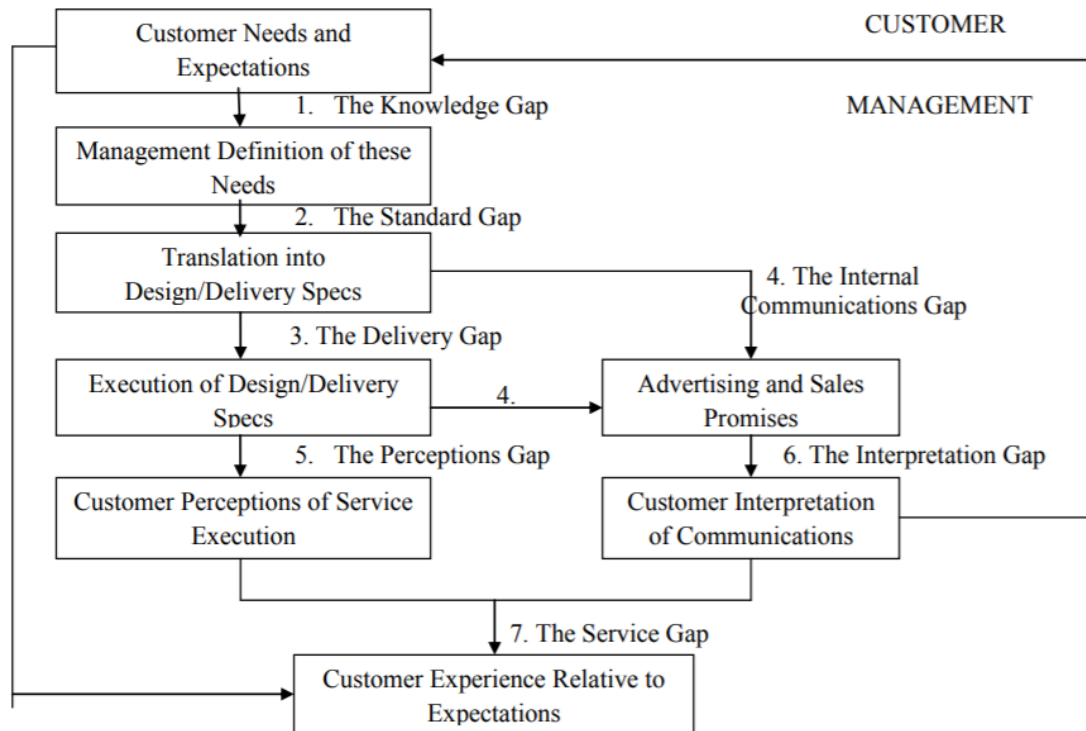 Customer Needs and
Expectations
CUSTOMER
1. The Knowledge Gap
MANAGEMENT
Management Definition of these
Needs
2. The Standard Gap
Translation into
Design/Delivery Specs
4. The Internal
Communications Gap
3. The Delivery Gap
Execution of Design/Delivery
Specs
4.
Advertising and Sales
Promises
5. The Perceptions Gap
6. The Interpretation Gap
Customer Perceptions of Service
Execution
Customer Interpretation
of Communications
7. The Service Gap
Customer Experience Relative to
Expectations